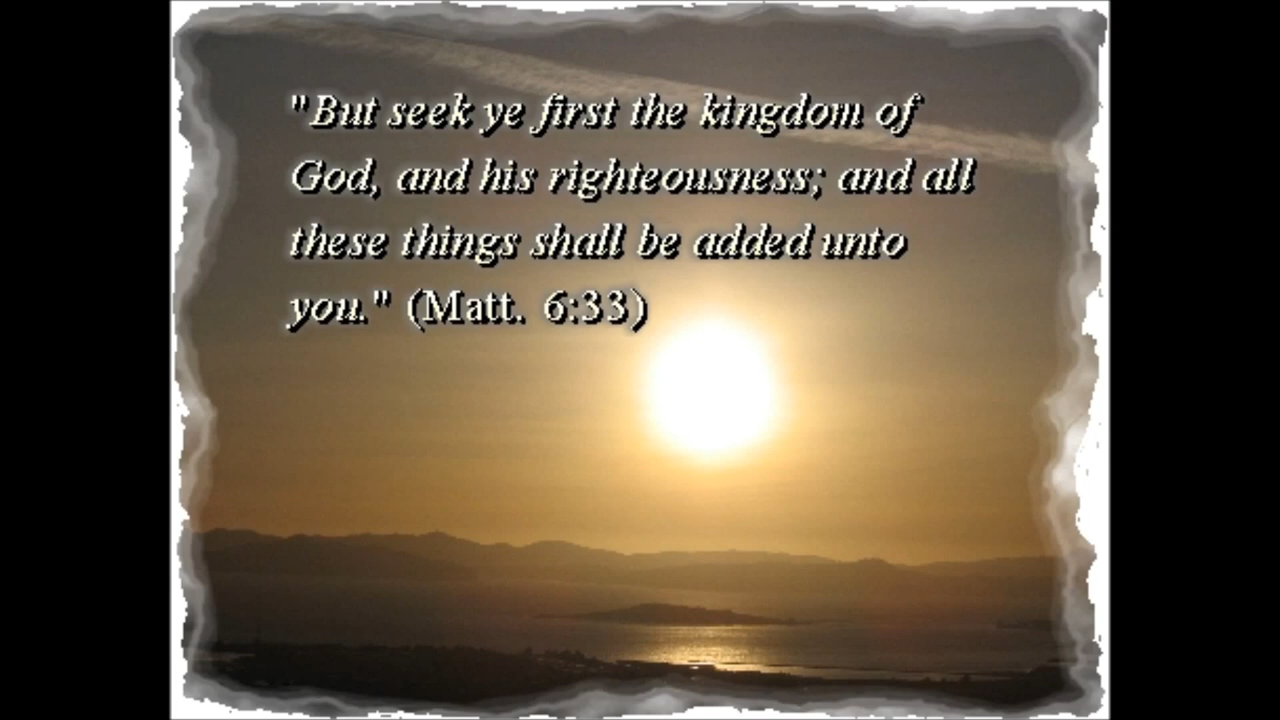 "But seek ye first the kingdom of
God, and his righteousness; and all
these things shall be added unto
you." (Matt. 6:33)